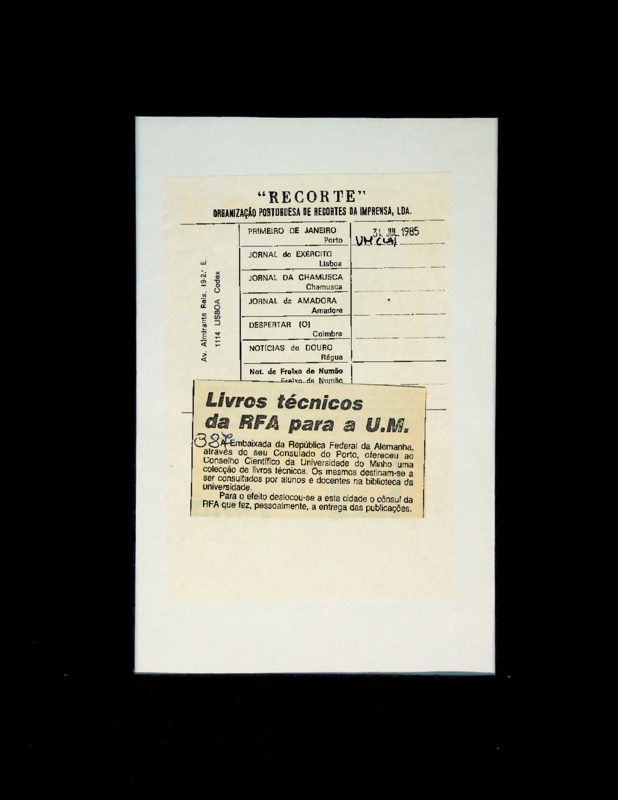 “RECORTE”
ORGANIZAÇÃO PORTUGUESA DE RECORTES DA IMPRENSA, LDA.
Av. Almirante Reis, 19-2.º E.
1114 LISBOA Codex
PRIMEIRO DE JANEIRO
Porto
31 JUL 1985
JORNAL do EXÉRCITO
Lisboa
JORNAL DA CHAMUSCA
Chamusca
JORNAL da AMADORA
Amadora
DESPERTAR (O)
Coimbra
NOTÍCIAS do DOURO
Régua
Not. de Freixo de Numão
Freixo de Numão
Livros técnicos
da RFA para a U.M.
387
A Embaixada da República Federal da Alemanha,
através do seu Consulado do Porto, ofereceu ao
Conselho Científico da Universidade do Minho uma
colecção de livros técnicos. Os mesmos destinam-se a
ser consultados por alunos e docentes na biblioteca da
universidade.
Para o efeito deslocou-se a esta cidade o cônsul da
RFA que fez, pessoalmente, a entrega das publicações.